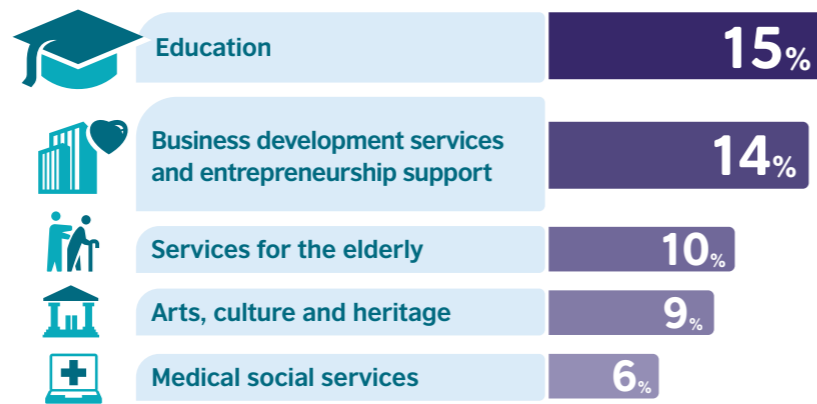 Education 15%
Business development services
and entrepreneurship support 14%
Services for the elderly 10%
Arts, culture and heritage 9%
Medical social services 6%